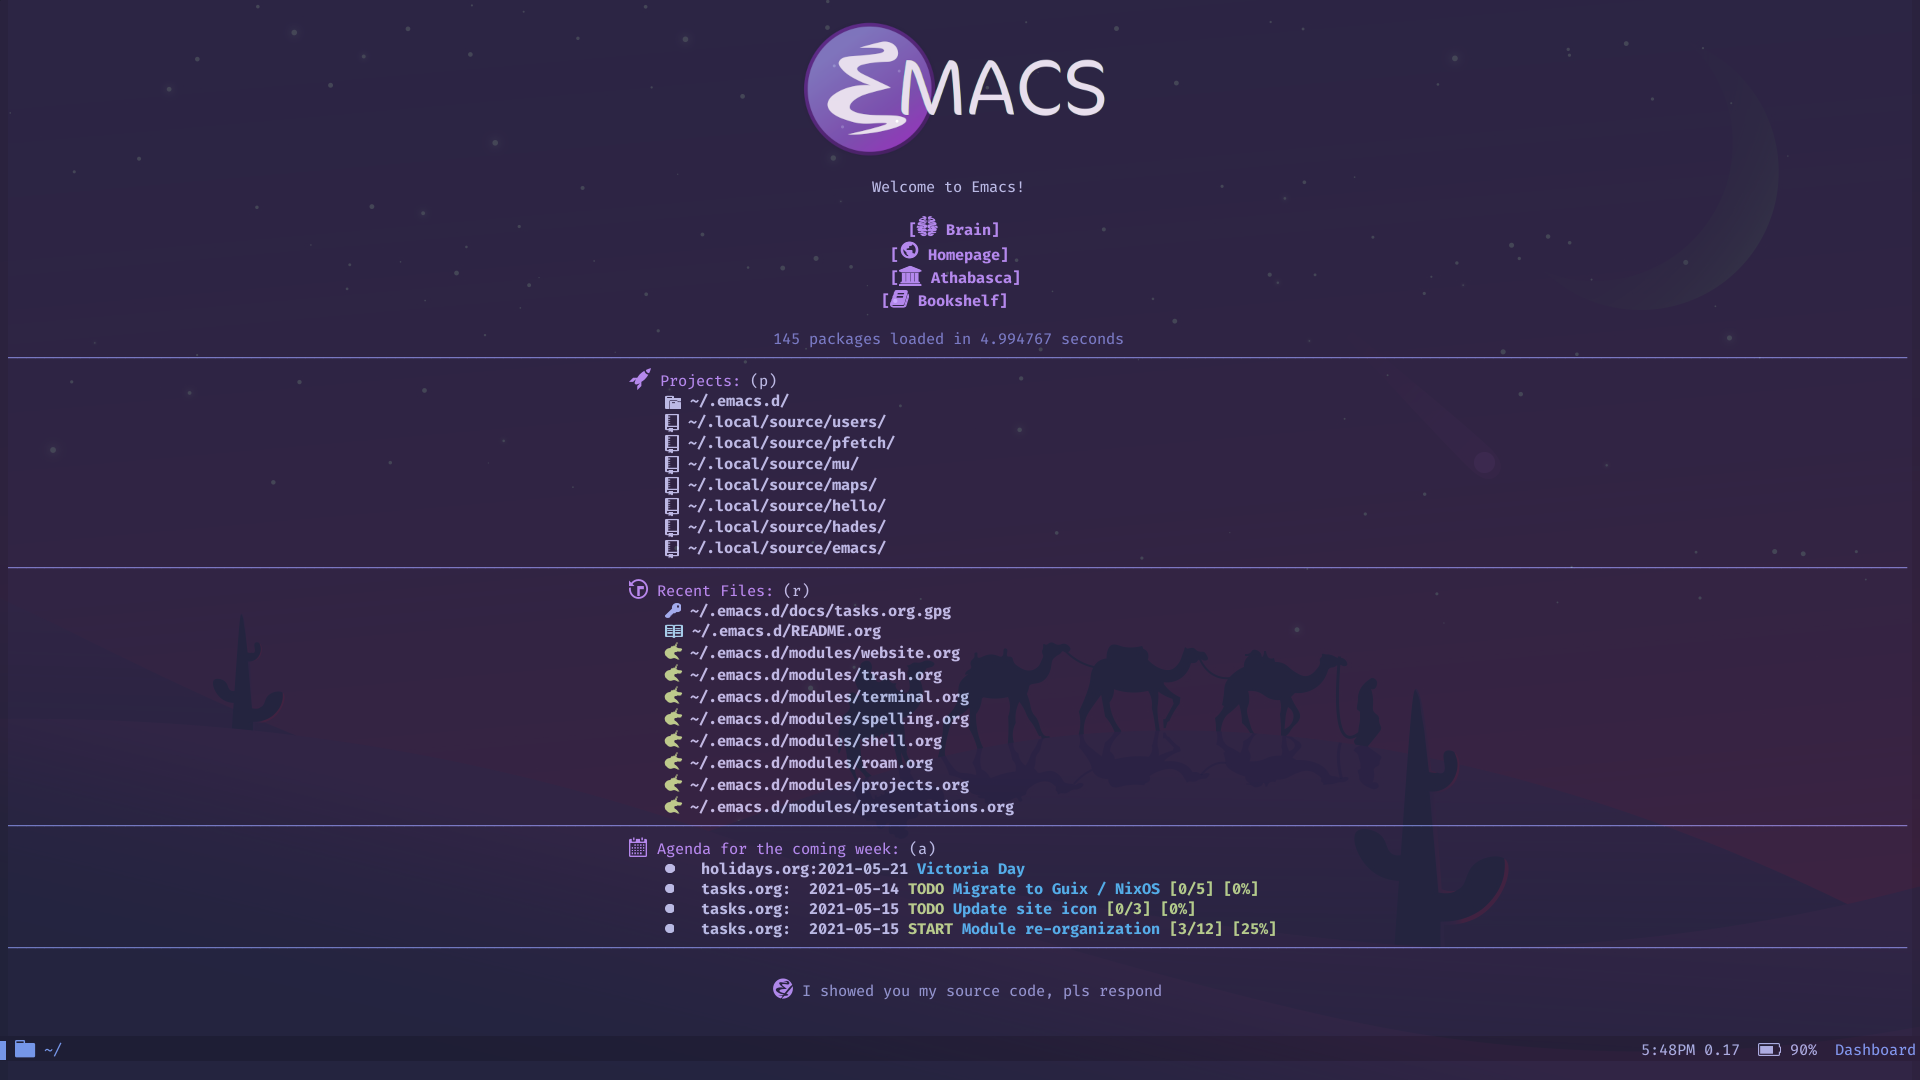 EMACS
Welcome to Emacs!
[ Brain]
[ Homepage]
[ Athabasca]
[ Bookshelf]
145 packages loaded in 4.994767 seconds
Projects: (p)
~/.emacs.d/
~/.local/source/users/
~/.local/source/pfetch/
~/.local/source/mu/
~/.local/source/maps/
~/.local/source/hello/
~/.local/source/hades/
~/.local/source/emacs/
Recent Files: (r)
~/.emacs.d/docs/tasks.org.gpg
~/.emacs.d/README.org
~/.emacs.d/modules/website.org
~/.emacs.d/modules/trash.org
~/.emacs.d/modules/terminal.org
~/.emacs.d/modules/spelling.org
~/.emacs.d/modules/shell.org
~/.emacs.d/modules/roam.org
~/.emacs.d/modules/projects.org
~/.emacs.d/modules/presentations.org
Agenda for the coming week: (a)
holidays.org:2021-05-21 Victoria Day
tasks.org: 2021-05-14 TODO Migrate to Guix / NixOS [0/5] [0%]
tasks.org: 2021-05-15 TODO Update site icon [0/3] [0%]
tasks.org: 2021-05-15 START Module re-organization [3/12] [25%]
I showed you my source code, pls respond
~/ 5:48PM 0.17 90% Dashboard